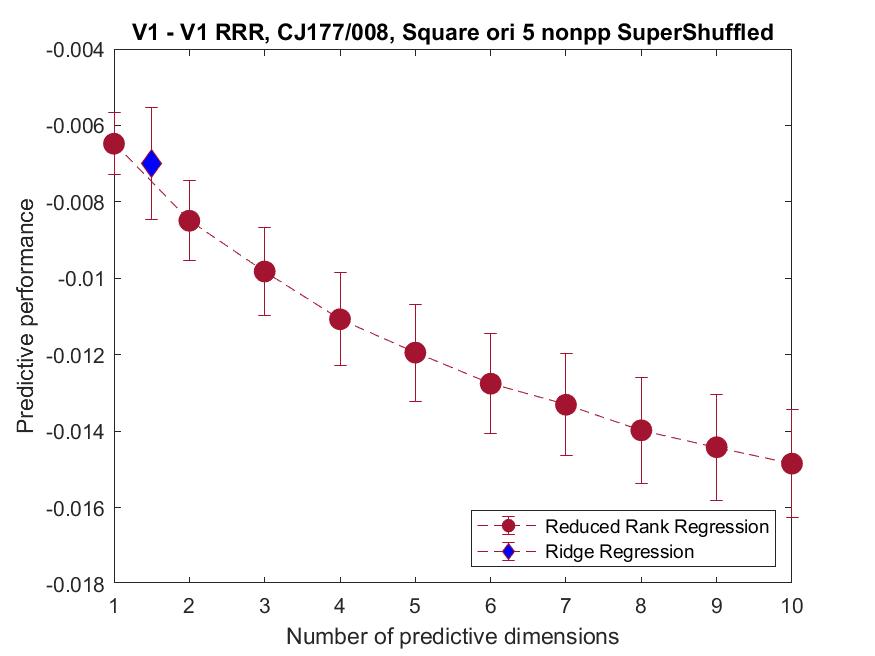 V1 - V1 RRR, CJ177/008, Square ori 5 nonpp SuperShuffled
-0.004
-0.006
-0.008
-0.01
-0.012
-0.014
-0.016
-0.018
Predictive performance
Reduced Rank Regression
Ridge Regression
1 2 3 4 5 6 7 8 9 10
Number of predictive dimensions